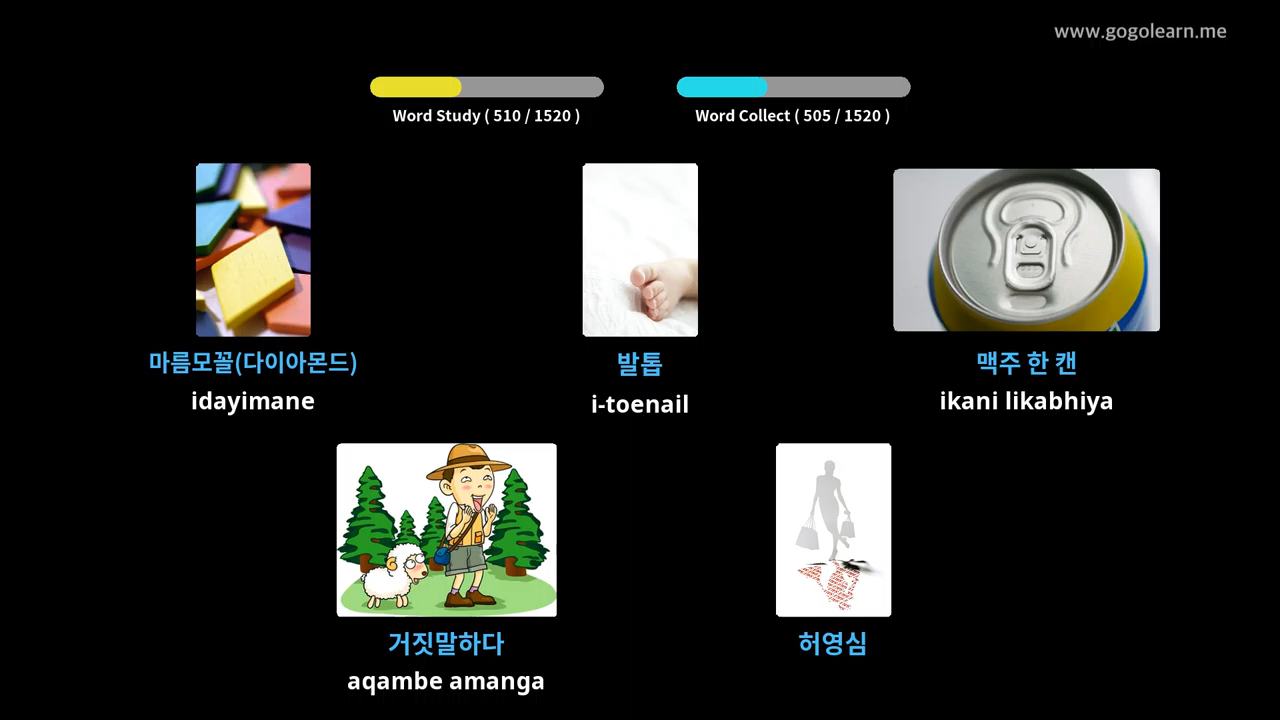 www.gogolearn.me
Word Study ( 510 / 1520 )
Word Collect ( 505 / 1520 )
마름모꼴(다이아몬드)
idayimane
발톱
i-toenail
맥주 한 캔
ikani likabhiya
거짓말하다
aqambe amanga
허영심